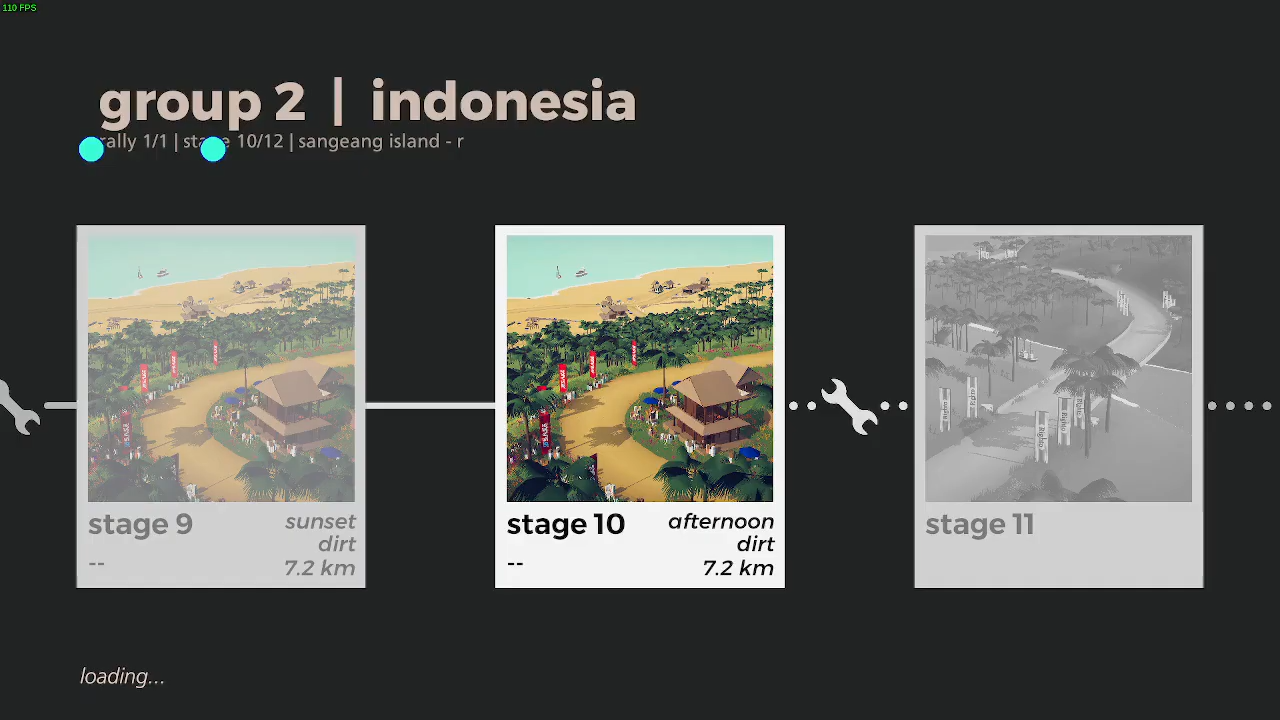 110 FPS
group 2 | indonesia
rally 1/1 | stage 10/12 | sangeang island - r
stage 9
sunset
dirt
--
7.2 km
stage 10
afternoon
dirt
--
7.2 km
stage 11
loading...